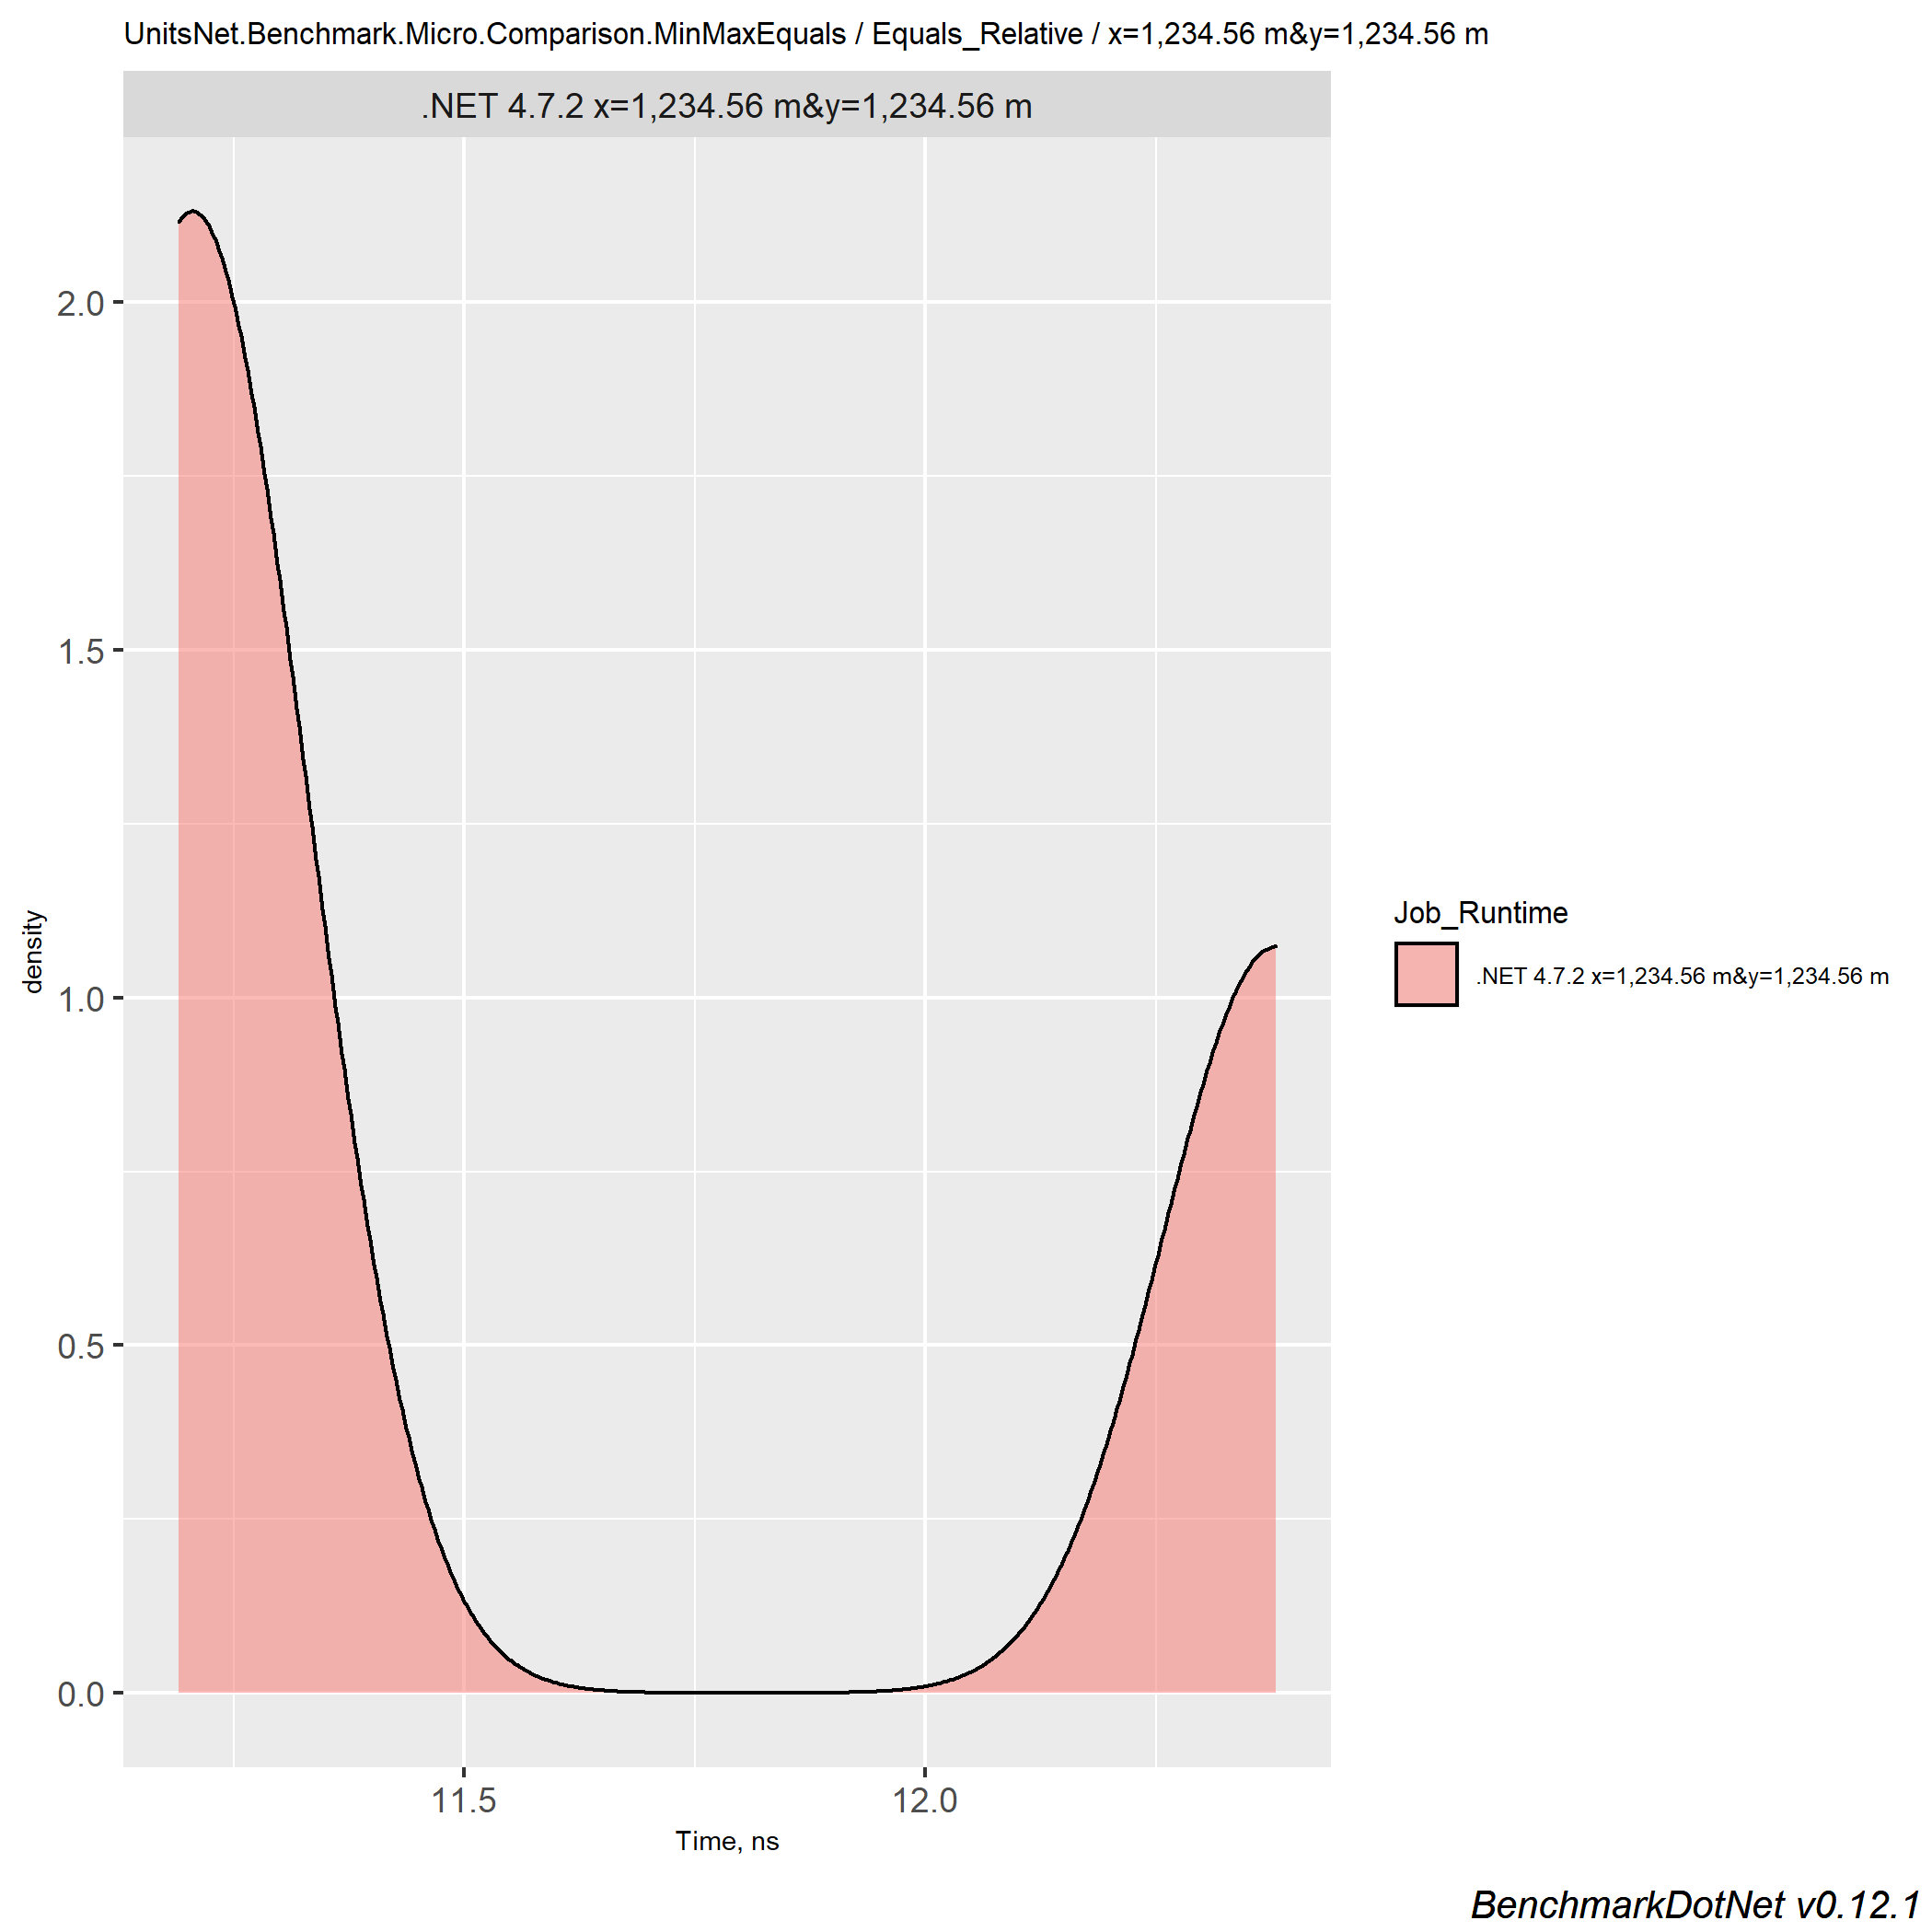 UnitsNet.Benchmark.Micro.Comparison.MinMaxEquals / Equals_Relative / x=1,234.56 m&y=1,234.56 m
.NET 4.7.2 x=1,234.56 m&y=1,234.56 m
2.0
1.5
1.0
0.5
0.0
density
11.5
12.0
Time, ns
Job_Runtime
.NET 4.7.2 x=1,234.56 m&y=1,234.56 m
BenchmarkDotNet v0.12.1